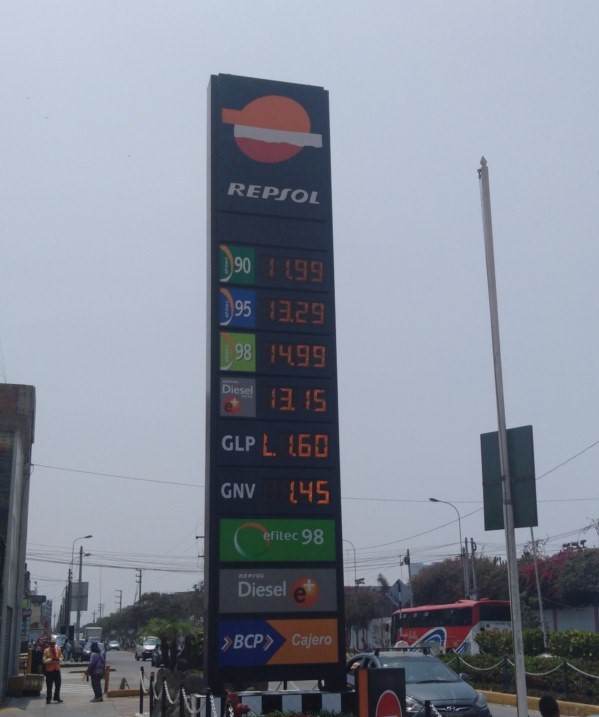 REPSOL
90 11.99
efitec 95 13.29
98 14.99
Diesel e+ 13.15
GLP L. 1.60
GNV 1.45
efitec 98
REPSOL
Diesel e+
BCP Cajero